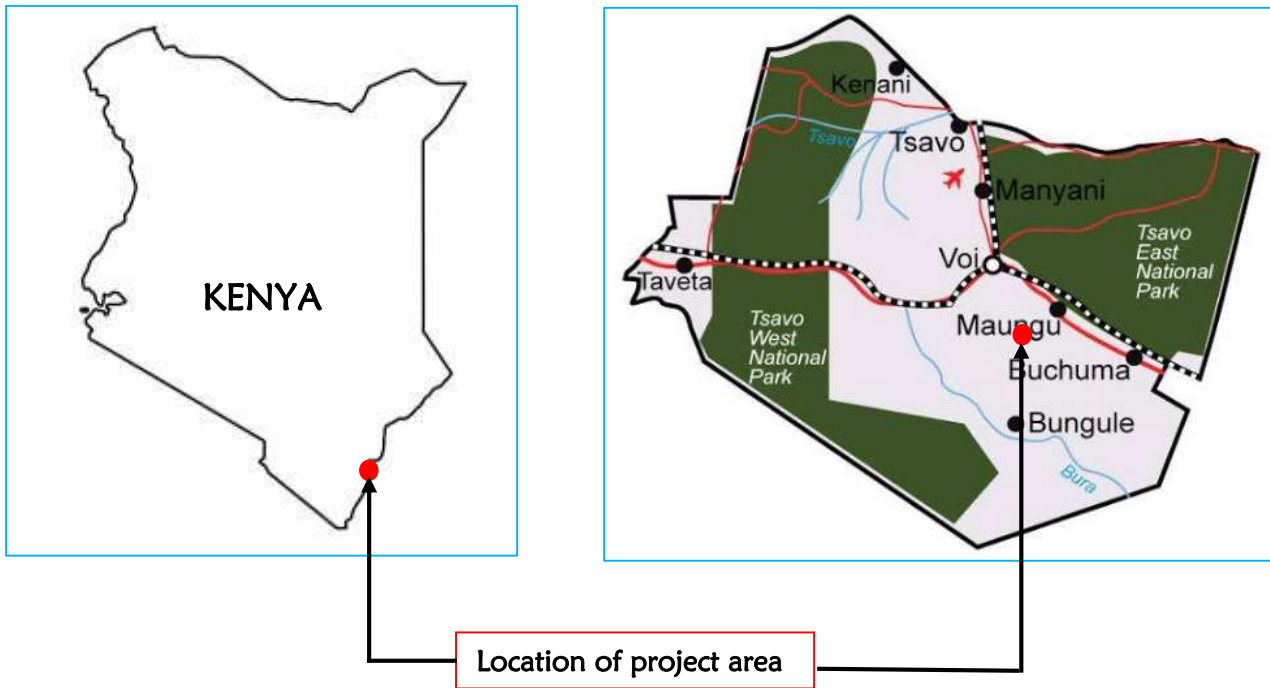 KENYA
Kenani
Tsavo
Tsavo
Manyani
Voi
Tsavo
East
National
Park
Taveta
Maungu
Tsavo
West
National
Park
Buchuma
Bungule
Bura
Location of project area